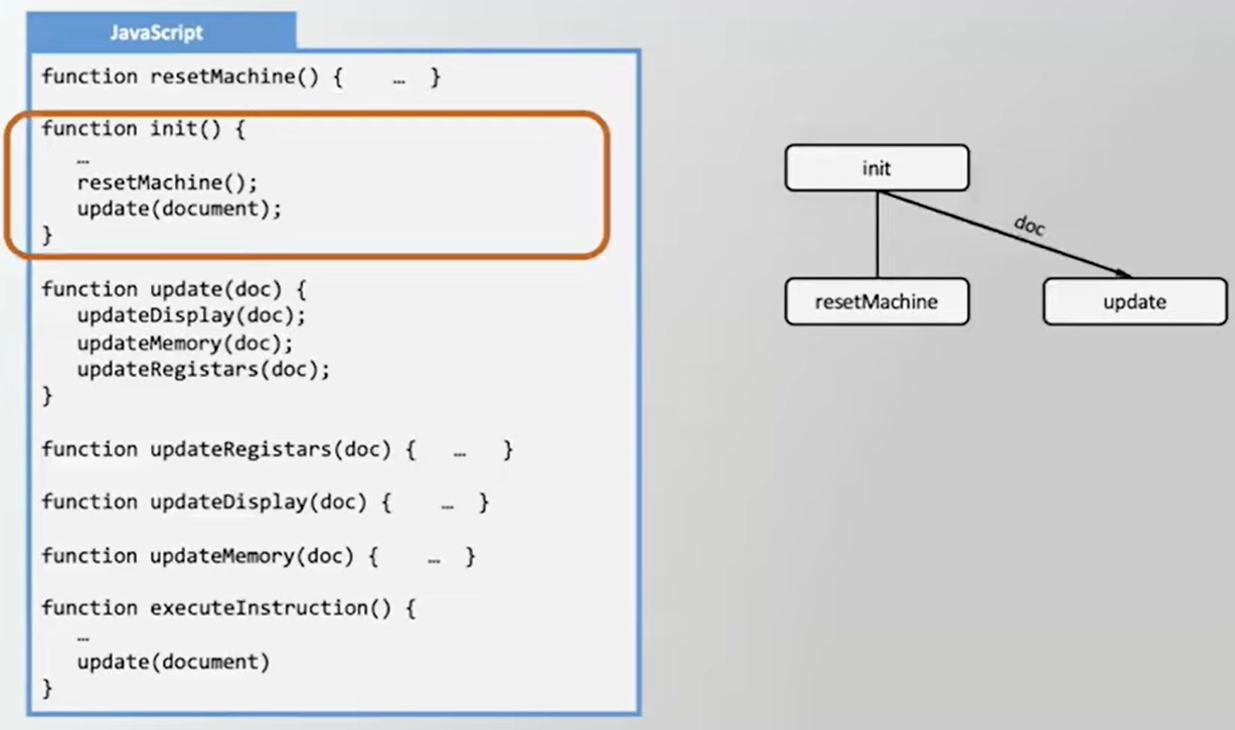 JavaScript
function resetMachine() { … }
function init() {
…
resetMachine();
update(document);
}
function update(doc) {
updateDisplay(doc);
updateMemory(doc);
updateRegistars(doc);
}
function updateRegistars(doc) { … }
function updateDisplay(doc) { … }
function updateMemory(doc) { … }
function executeInstruction() {
…
update(document)
}
init
doc
resetMachine
update